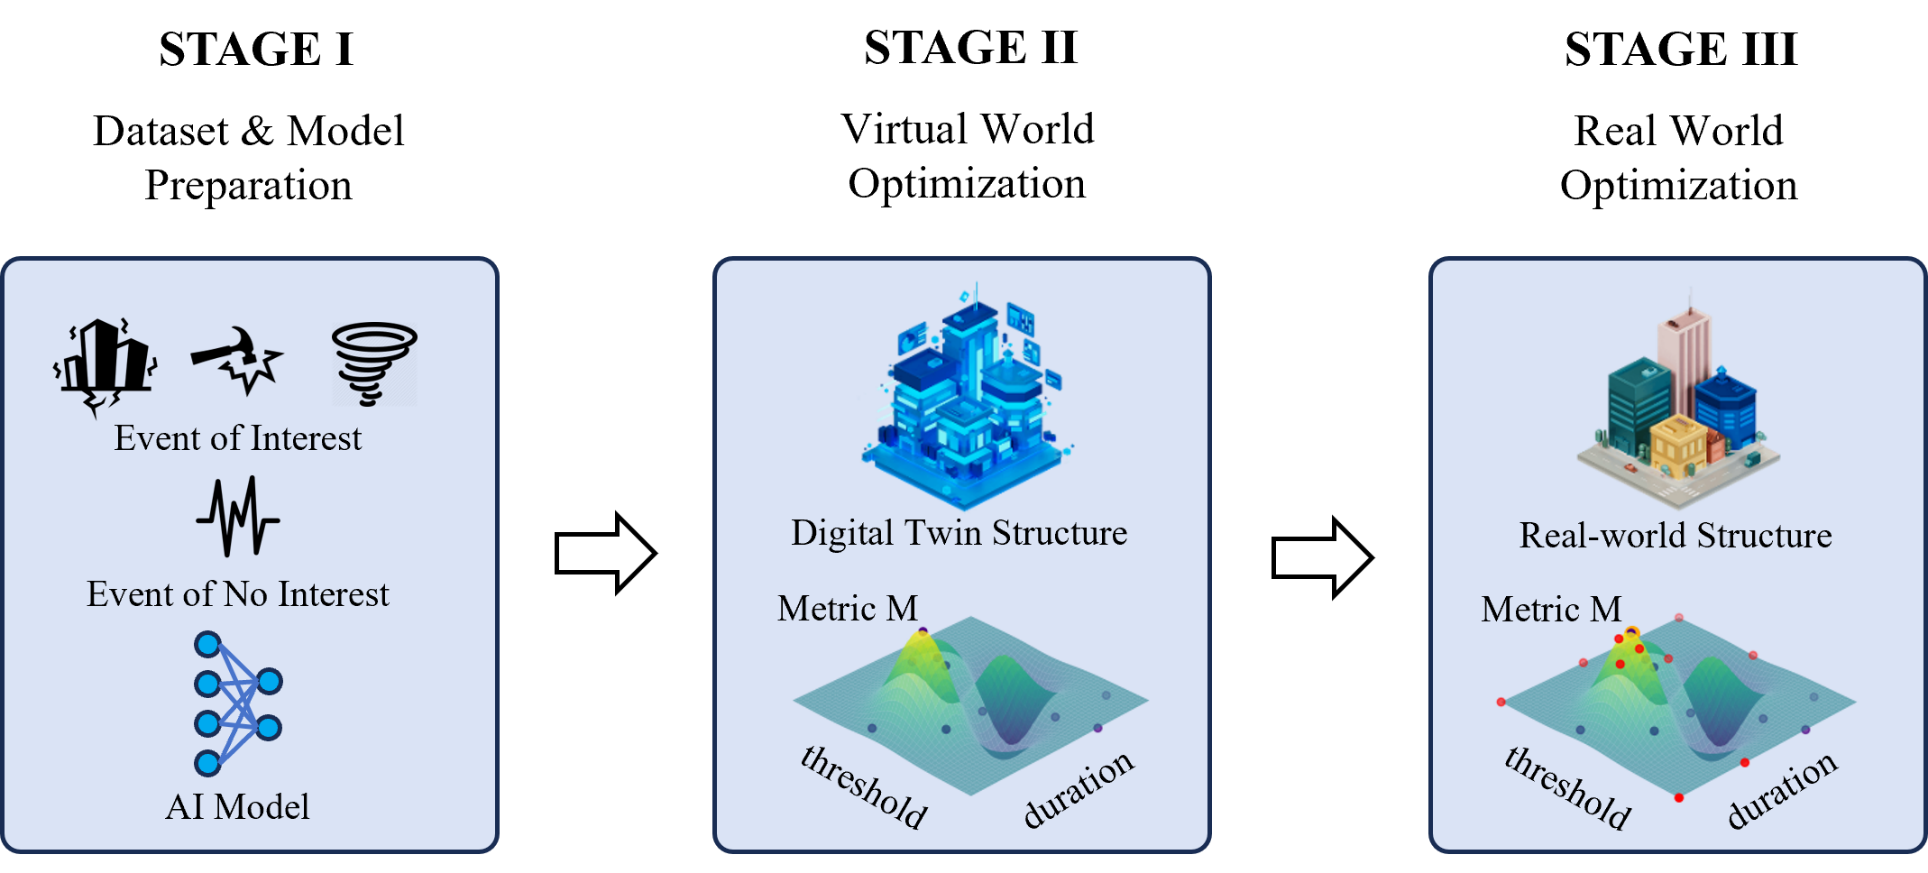 STAGE I
Dataset & Model
Preparation
Event of Interest
Event of No Interest
AI Model
STAGE II
Virtual World
Optimization
Digital Twin Structure
Metric M
threshold
duration
STAGE III
Real World
Optimization
Real-world Structure
Metric M
threshold
duration